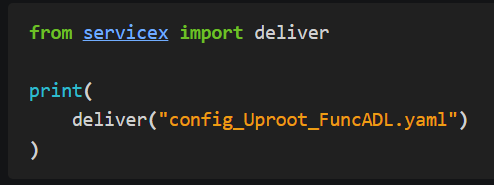 from servicex import deliver
print(
    deliver("config_Uproot_FuncADL.yaml")
)